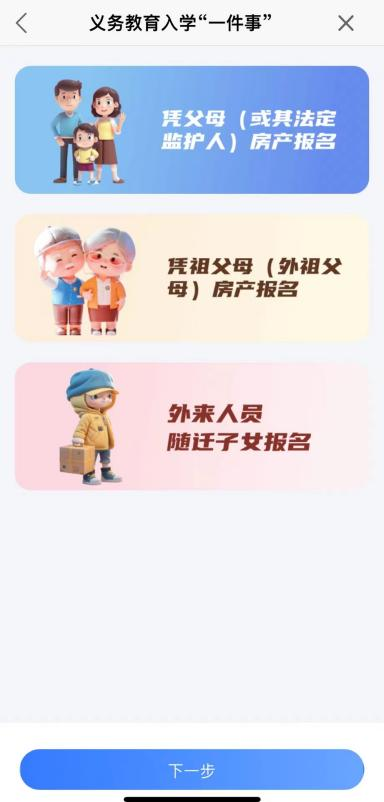 义务教育入学“一件事”
凭父母（或其法定
监护人）房产报名
凭祖父母（外祖父
母）房产报名
外来人员
随迁子女报名
下一步